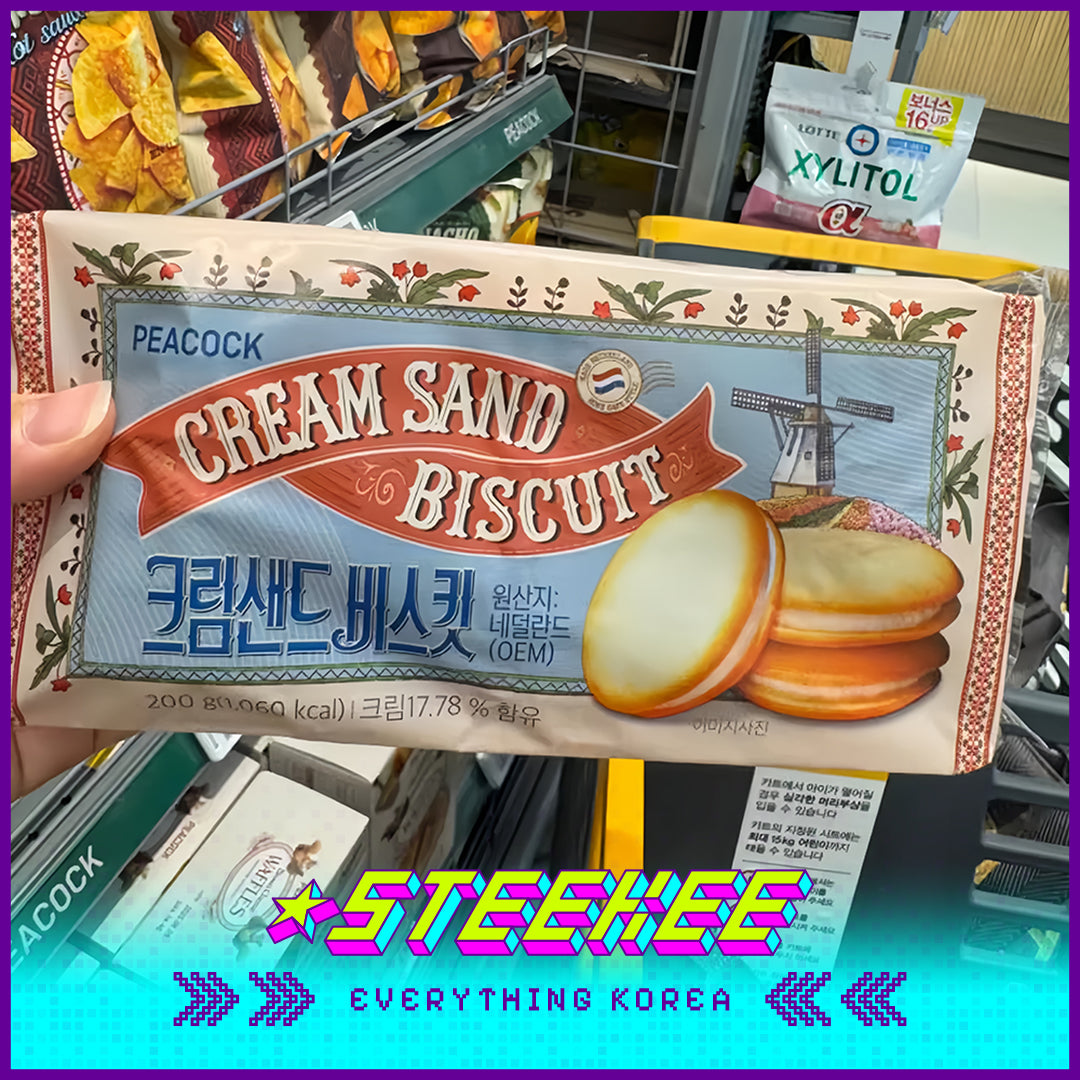 PEACOCK
LOTTE
보너스
16UP
XYLITOL
α
NACHO
PEACOCK
CREAM SAND
BISCUIT
크림샌드 비스킷
원산지:
네덜란드
(OEM)
200 g(1,060 kcal) | 크림17.78 % 함유
이미지사진
카트에서 아이가 떨어질
경우 심각한 머리부상을
입을 수 있습니다
카트의 지정된 시트에는
최대 15kg 어린이까지
태울 수 있습니다
PEACOCK
WAFFLES
PEACOCK
STEEKEE
EVERYTHING KOREA